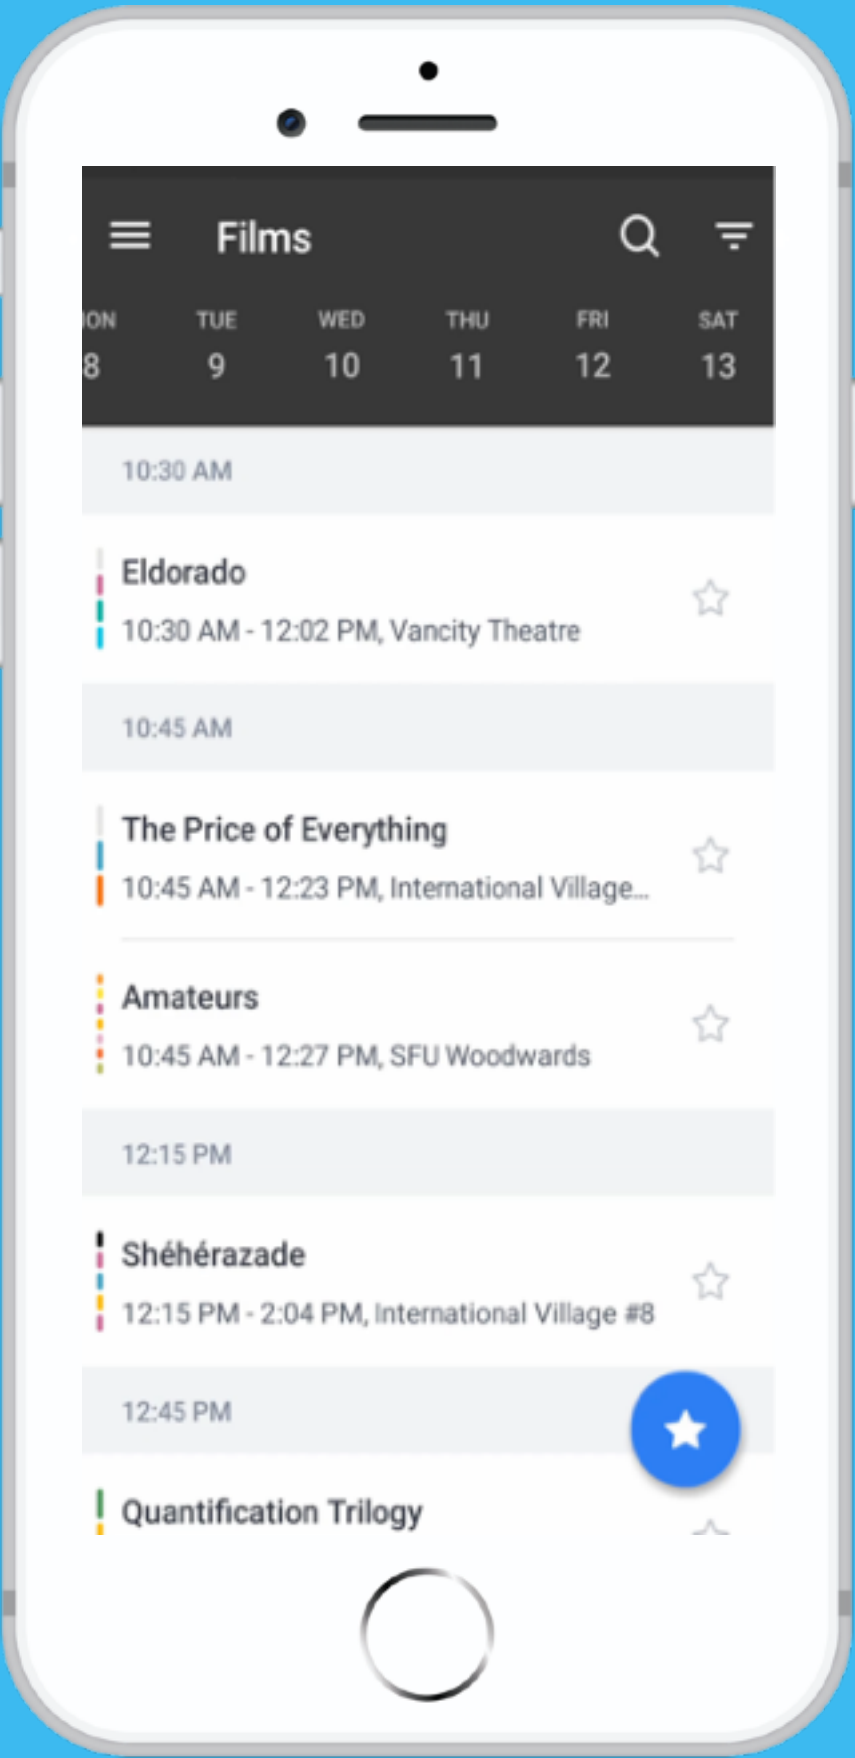 Films
ON TUE WED THU FRI SAT
8 9 10 11 12 13
10:30 AM
Eldorado
10:30 AM - 12:02 PM, Vancity Theatre
10:45 AM
The Price of Everything
10:45 AM - 12:23 PM, International Village...
Amateurs
10:45 AM - 12:27 PM, SFU Woodwards
12:15 PM
Shéhérazade
12:15 PM - 2:04 PM, International Village #8
12:45 PM
Quantification Trilogy